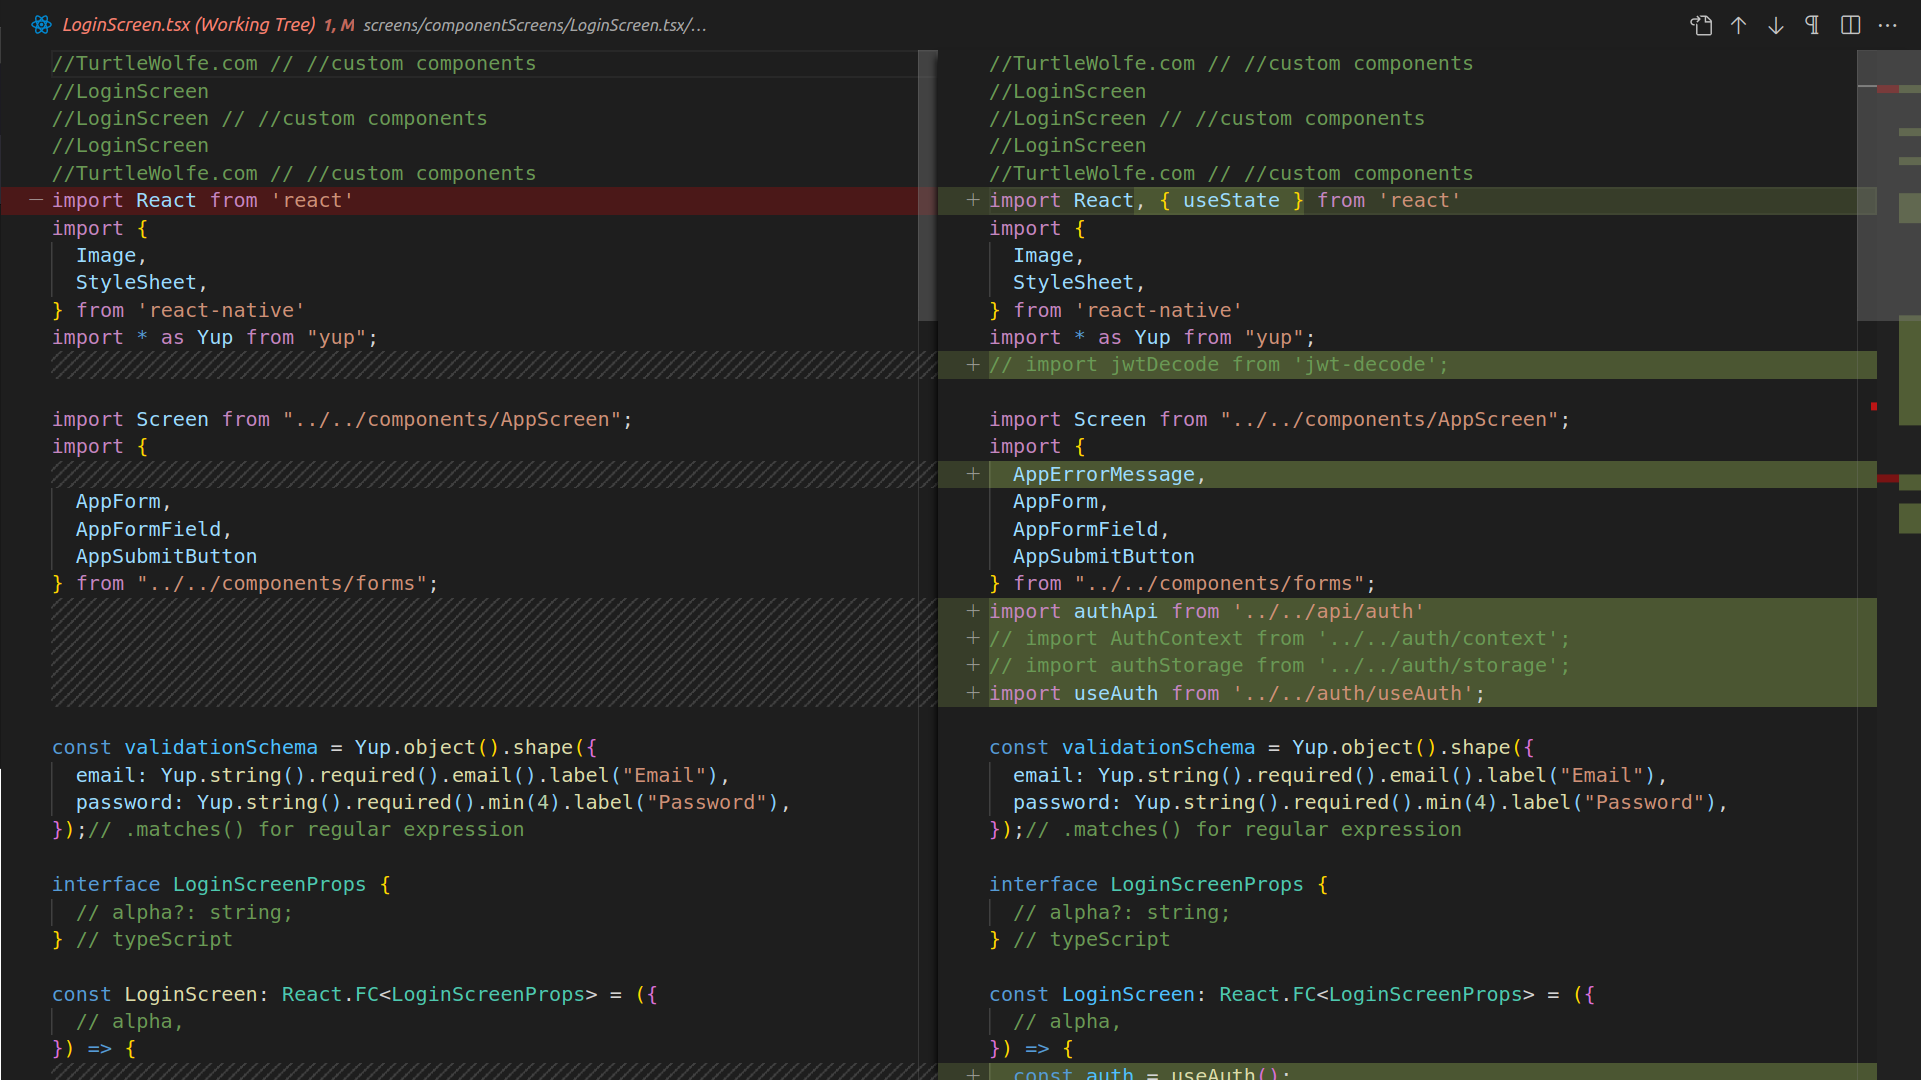 LoginScreen.tsx (Working Tree) 1, M screens/componentScreens/LoginScreen.tsx/...
//TurtleWolfe.com // //custom components
//LoginScreen
//LoginScreen // //custom components
//LoginScreen
//TurtleWolfe.com // //custom components
— import React from 'react'
import {
  Image,
  StyleSheet,
} from 'react-native'
import * as Yup from "yup";

import Screen from "../../components/AppScreen";
import {
  AppForm,
  AppFormField,
  AppSubmitButton
} from "../../components/forms";

const validationSchema = Yup.object().shape({
  email: Yup.string().required().email().label("Email"),
  password: Yup.string().required().min(4).label("Password"),
});// .matches() for regular expression

interface LoginScreenProps {
  // alpha?: string;
} // typeScript

const LoginScreen: React.FC<LoginScreenProps> = ({
  // alpha,
}) => {
//TurtleWolfe.com // //custom components
//LoginScreen
//LoginScreen // //custom components
//LoginScreen
//TurtleWolfe.com // //custom components
+ import React, { useState } from 'react'
import {
  Image,
  StyleSheet,
} from 'react-native'
import * as Yup from "yup";
+ // import jwtDecode from 'jwt-decode';

import Screen from "../../components/AppScreen";
import {
+   AppErrorMessage,
  AppForm,
  AppFormField,
  AppSubmitButton
} from "../../components/forms";
+ import authApi from '../../api/auth'
+ // import AuthContext from '../../auth/context';
+ // import authStorage from '../../auth/storage';
+ import useAuth from '../../auth/useAuth';

const validationSchema = Yup.object().shape({
  email: Yup.string().required().email().label("Email"),
  password: Yup.string().required().min(4).label("Password"),
});// .matches() for regular expression

interface LoginScreenProps {
  // alpha?: string;
} // typeScript

const LoginScreen: React.FC<LoginScreenProps> = ({
  // alpha,
}) => {
+   const auth = useAuth();